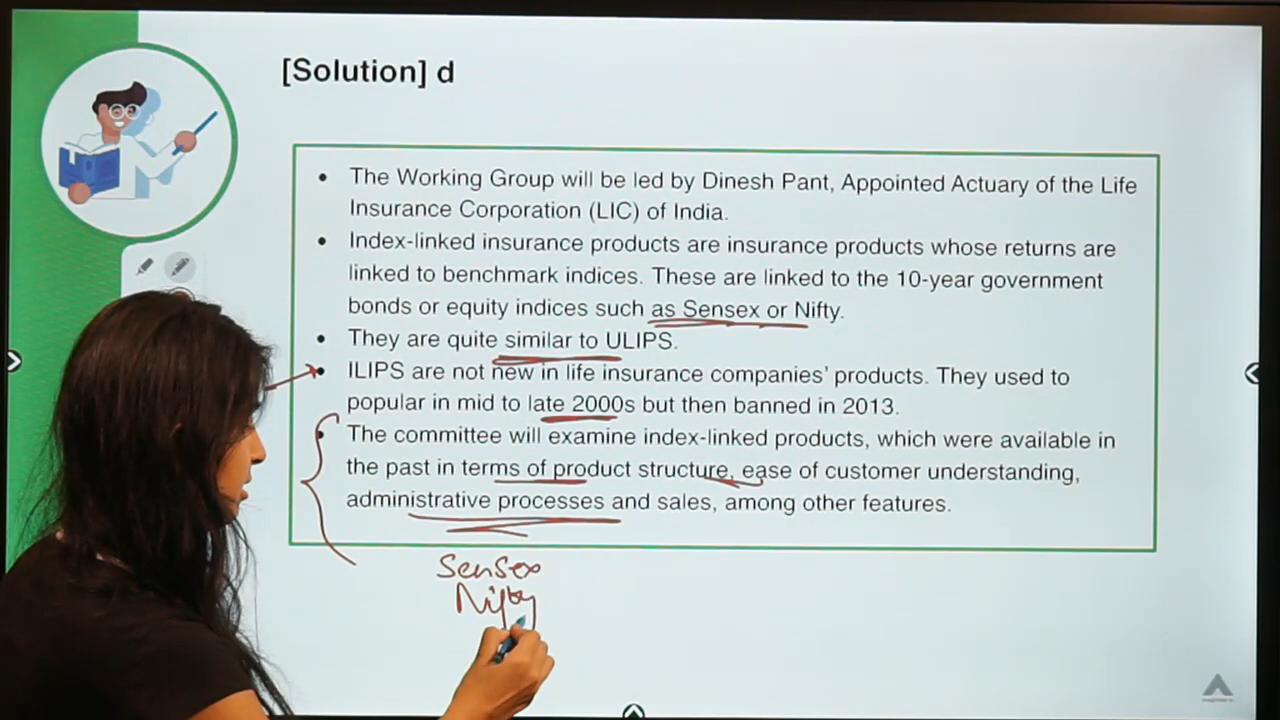 [Solution] d
• The Working Group will be led by Dinesh Pant, Appointed Actuary of the Life
Insurance Corporation (LIC) of India.
• Index-linked insurance products are insurance products whose returns are
linked to benchmark indices. These are linked to the 10-year government
bonds or equity indices such as Sensex or Nifty.
• They are quite similar to ULIPS.
• ILIPS are not new in life insurance companies' products. They used to
popular in mid to late 2000s but then banned in 2013.
• The committee will examine index-linked products, which were available in
the past in terms of product structure, ease of customer understanding,
administrative processes and sales, among other features.
Sensex
Nifty